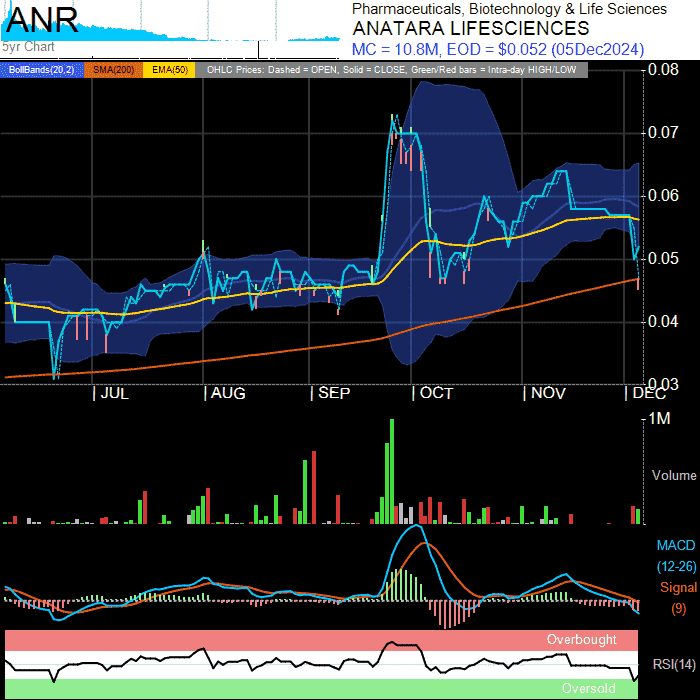 ANR
5yr Chart
Pharmaceuticals, Biotechnology & Life Sciences
ANATARA LIFESCIENCES
MC = 10.8M, EOD = $0.052 (05Dec2024)
BollBands(20,2) SMA(200) EMA(50) OHLC Prices: Dashed = OPEN, Solid = CLOSE, Green/Red bars = Intra-day HIGH/LOW
0.08
0.07
0.06
0.05
0.04
0.03
JUL AUG SEP OCT NOV DEC
1M
Volume
MACD
(12-26)
Signal
(9)
Overbought
RSI(14)
Oversold